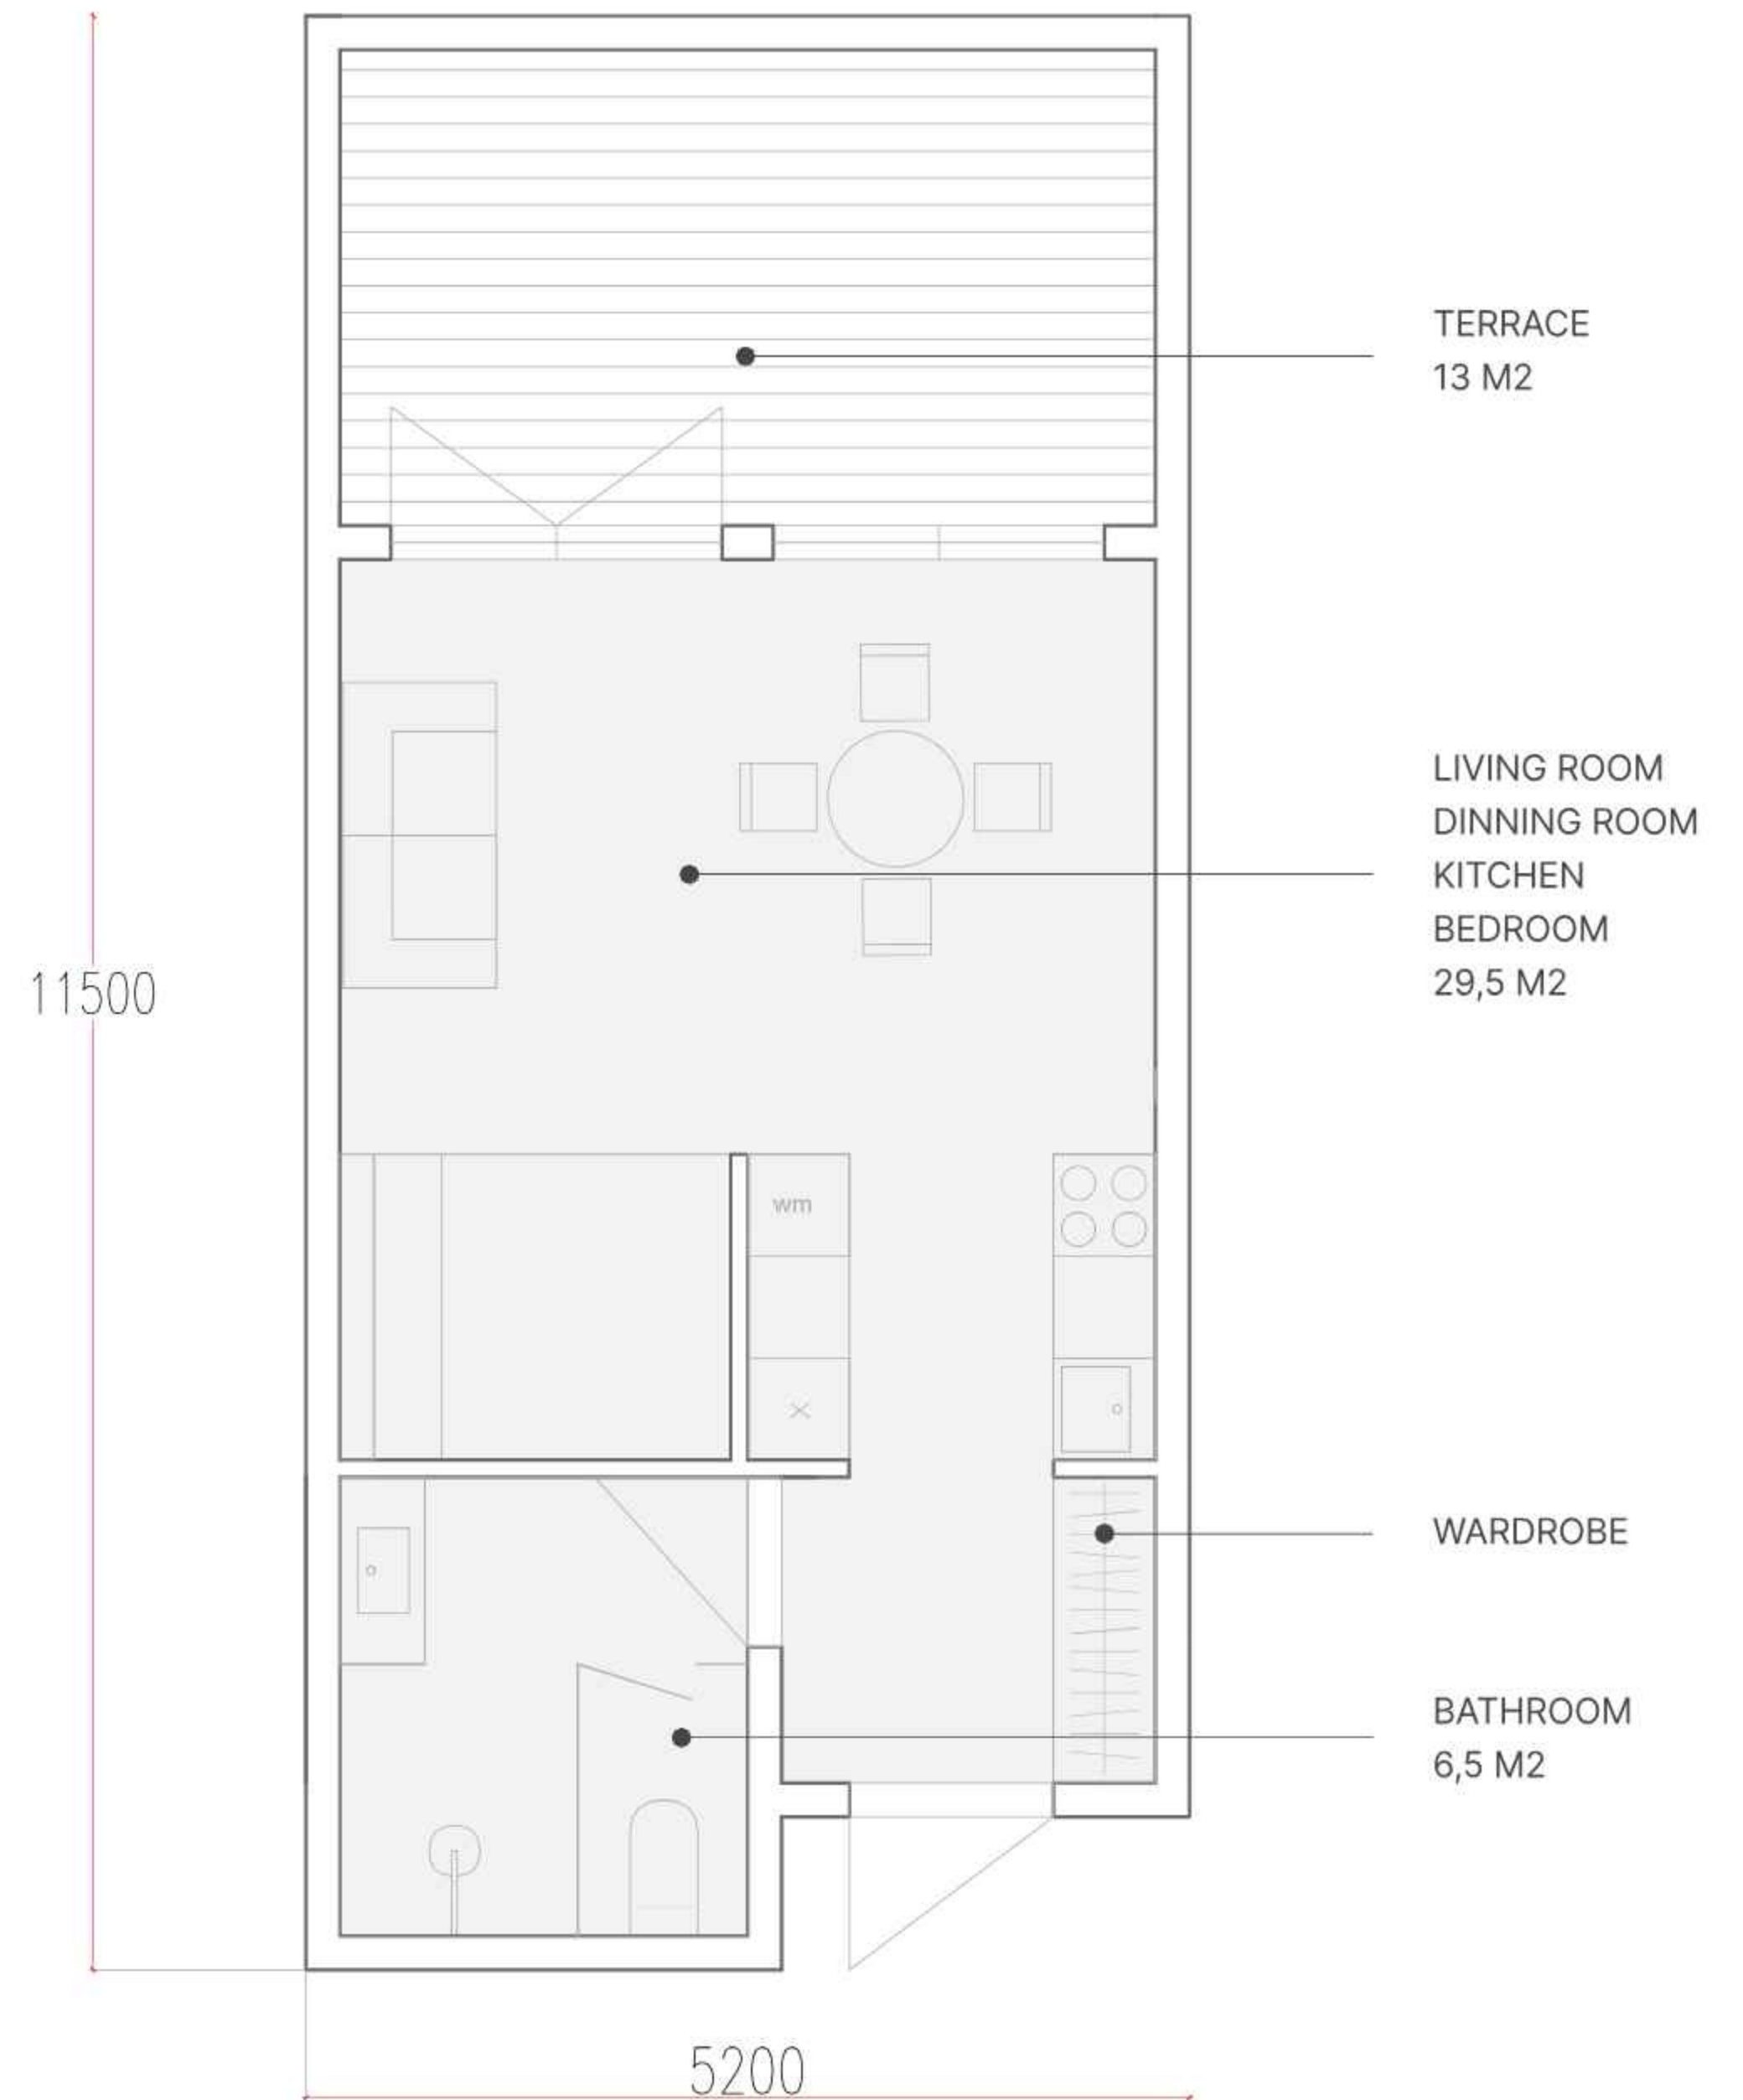 TERRACE
13 M2
LIVING ROOM
DINNING ROOM
KITCHEN
BEDROOM
29,5 M2
11500
wm
WARDROBE
BATHROOM
6,5 M2
5200